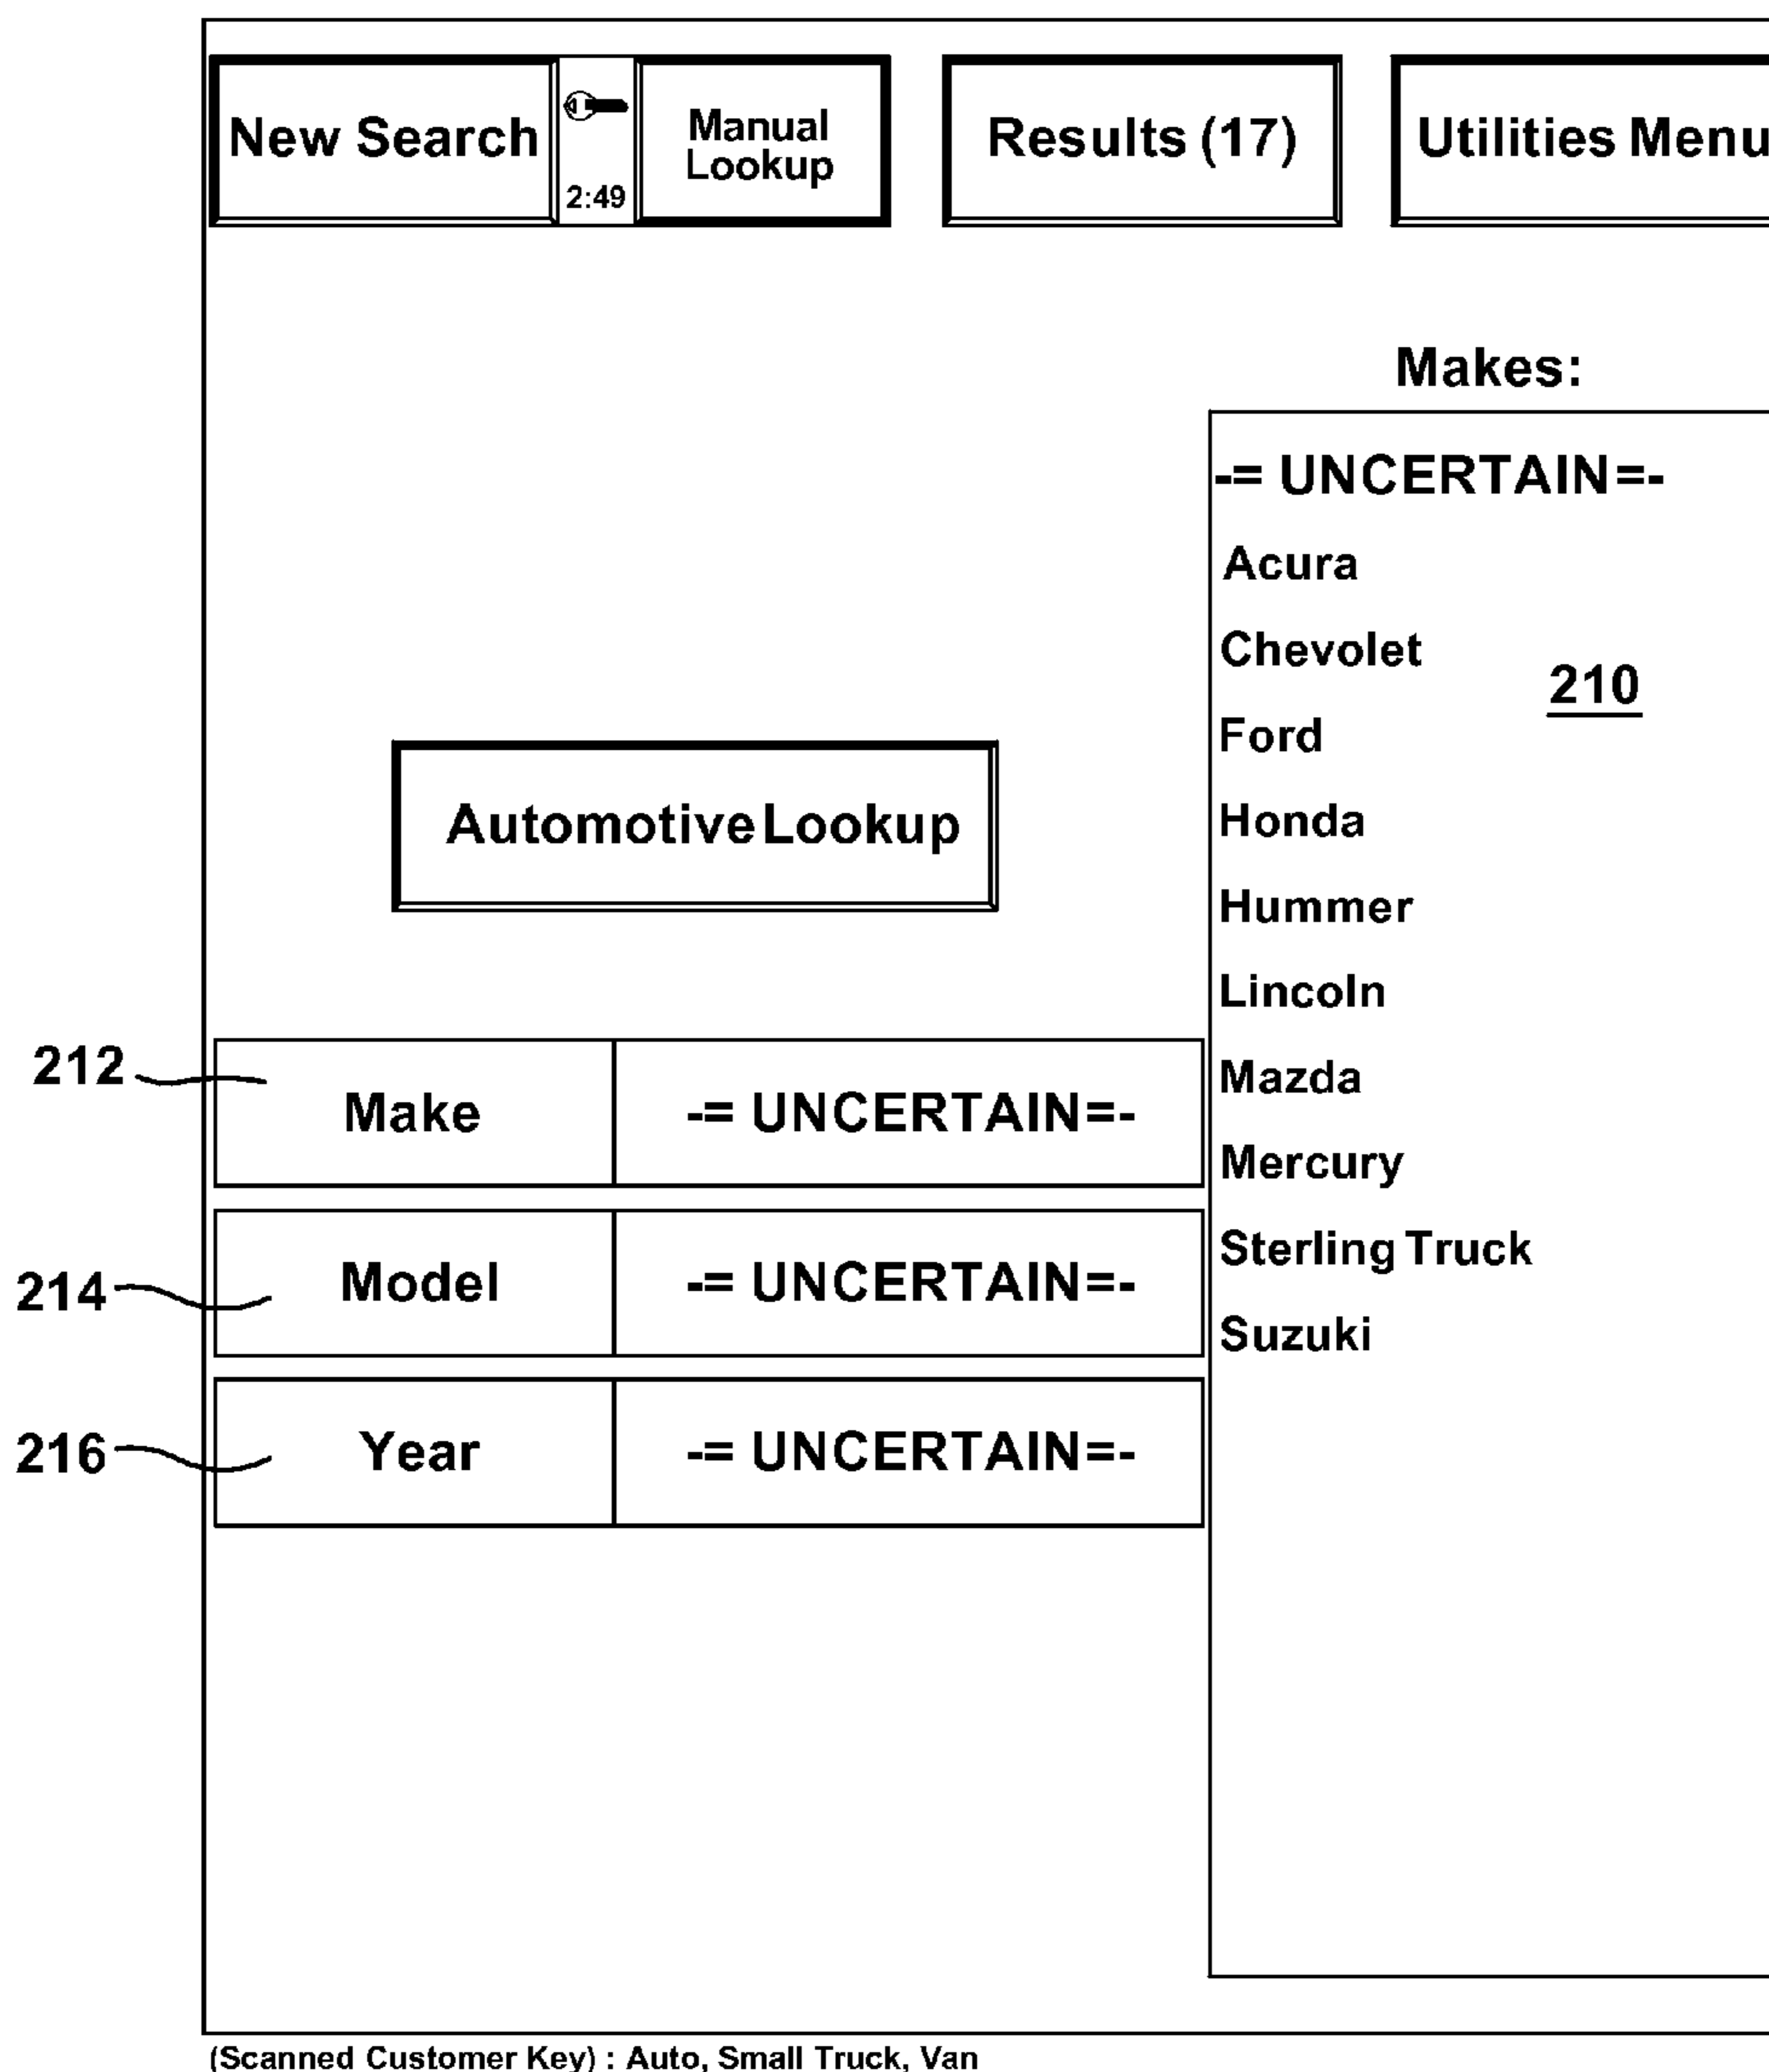 New Search
2:49
Manual
Lookup
Results (17)
Utilities Menu
Makes:
-= UNCERTAIN=-
Acura
Chevolet
210
Ford
Honda
Hummer
Lincoln
Mazda
Mercury
Sterling Truck
Suzuki
Automotive Lookup
212
Make
-= UNCERTAIN=-
214
Model
-= UNCERTAIN=-
216
Year
-= UNCERTAIN=-
(Scanned Customer Key) : Auto, Small Truck, Van